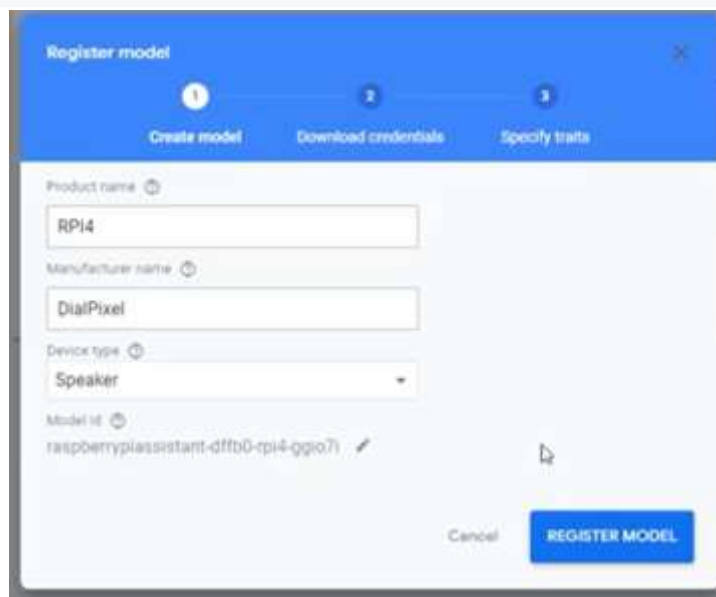 Register model
1 2 3
Create model Download credentials Specify traits
Product name
RPI4
Manufacturer name
DialPixel
Device type
Speaker
Model id
raspberrypiassistant-dffb0-rpi4-ggio7i
Cancel REGISTER MODEL